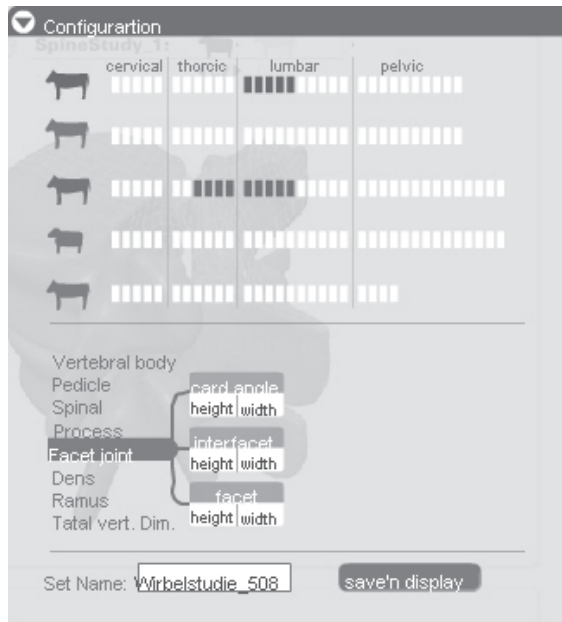 Configurartion
SpineStudy_1:
cervical thorcic lumbar pelvic
Vertebral body
Pedicle
card angle
Spinal
height width
Process
interfacet
Facet joint
height width
Dens
Ramus
facet
Tatal vert. Dim.
height width
Set Name: Wirbelstudie_508 save'n display